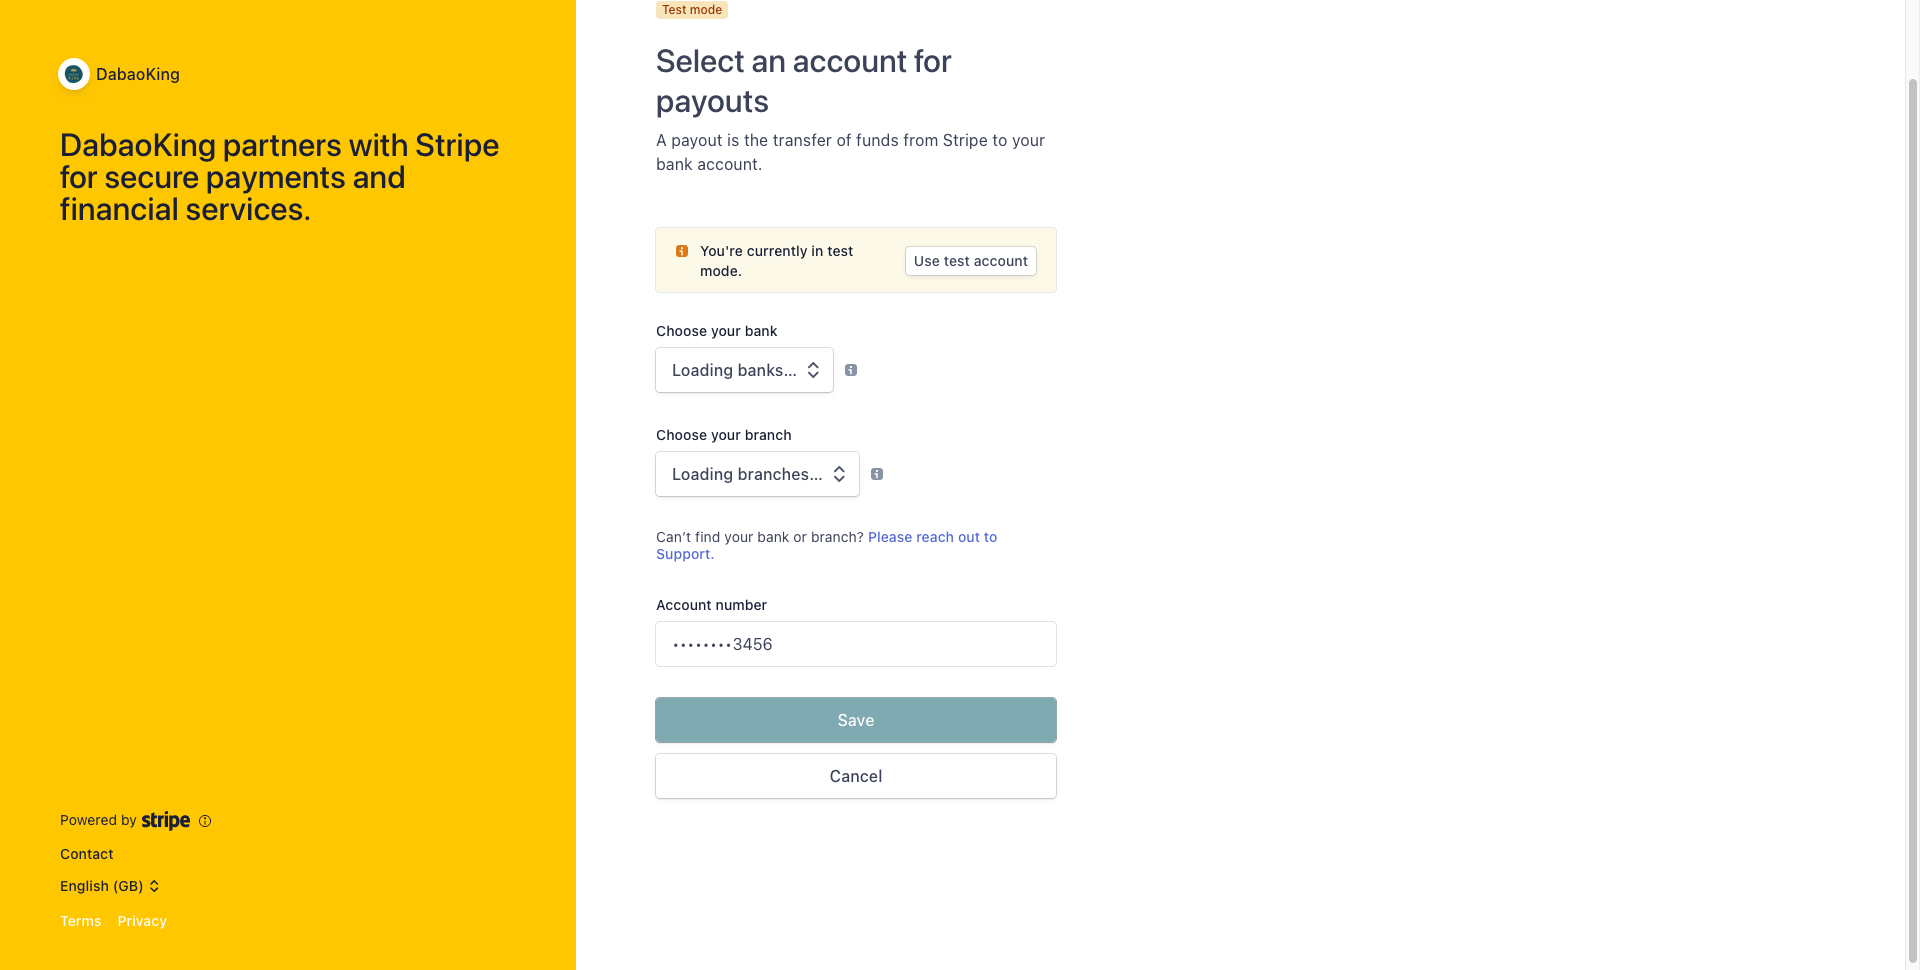 DabaoKing
DabaoKing partners with Stripe
for secure payments and
financial services.
Powered by stripe
Contact
English (GB)
Terms Privacy
Test mode
Select an account for
payouts
A payout is the transfer of funds from Stripe to your
bank account.
You're currently in test
mode.
Use test account
Choose your bank
Loading banks...
Choose your branch
Loading branches...
Can’t find your bank or branch? Please reach out to
Support.
Account number
••••••••3456
Save
Cancel